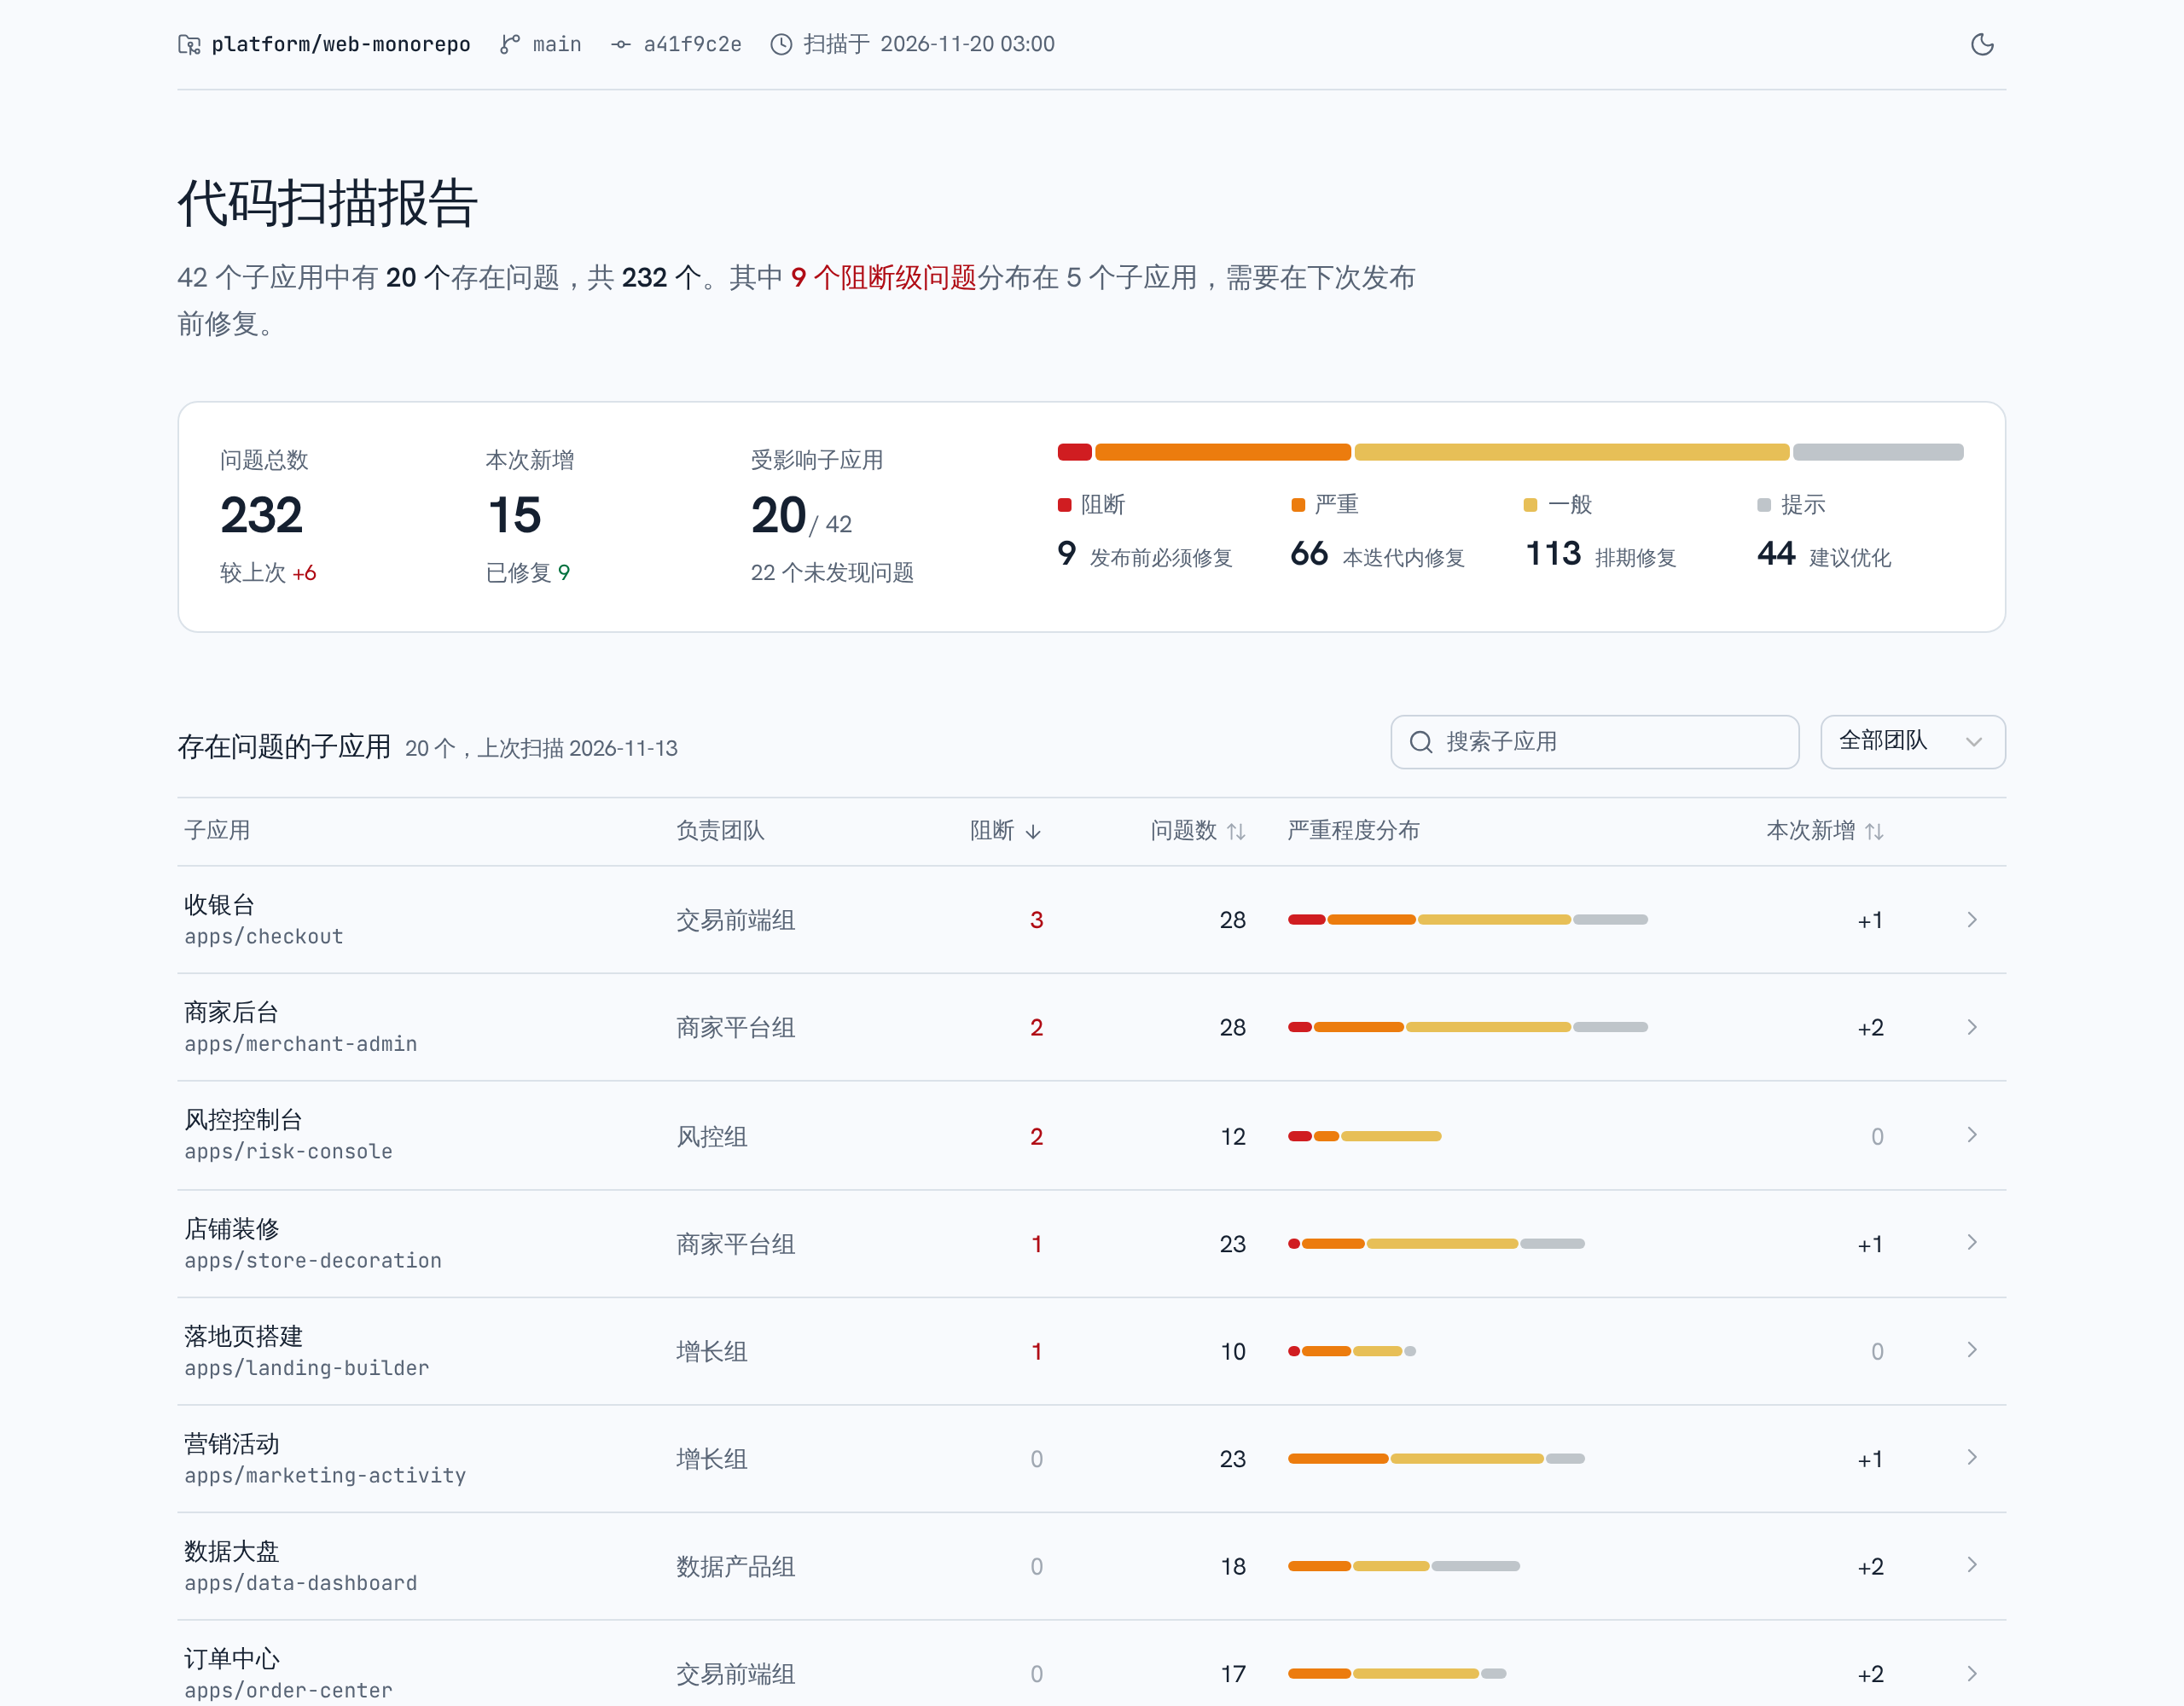 platform/web-monorepo main a41f9c2e 扫描于 2026-11-20 03:00
代码扫描报告
42 个子应用中有 20 个存在问题，共 232 个。其中 9 个阻断级问题分布在 5 个子应用，需要在下次发布
前修复。
问题总数
232
较上次 +6
本次新增
15
已修复 9
受影响子应用
20 / 42
22 个未发现问题
阻断
9 发布前必须修复
严重
66 本迭代内修复
一般
113 排期修复
提示
44 建议优化
存在问题的子应用 20 个，上次扫描 2026-11-13
搜索子应用
全部团队
子应用 负责团队 阻断 问题数 严重程度分布 本次新增
收银台
apps/checkout
交易前端组 3 28 +1
商家后台
apps/merchant-admin
商家平台组 2 28 +2
风控控制台
apps/risk-console
风控组 2 12 0
店铺装修
apps/store-decoration
商家平台组 1 23 +1
落地页搭建
apps/landing-builder
增长组 1 10 0
营销活动
apps/marketing-activity
增长组 0 23 +1
数据大盘
apps/data-dashboard
数据产品组 0 18 +2
订单中心
apps/order-center
交易前端组 0 17 +2